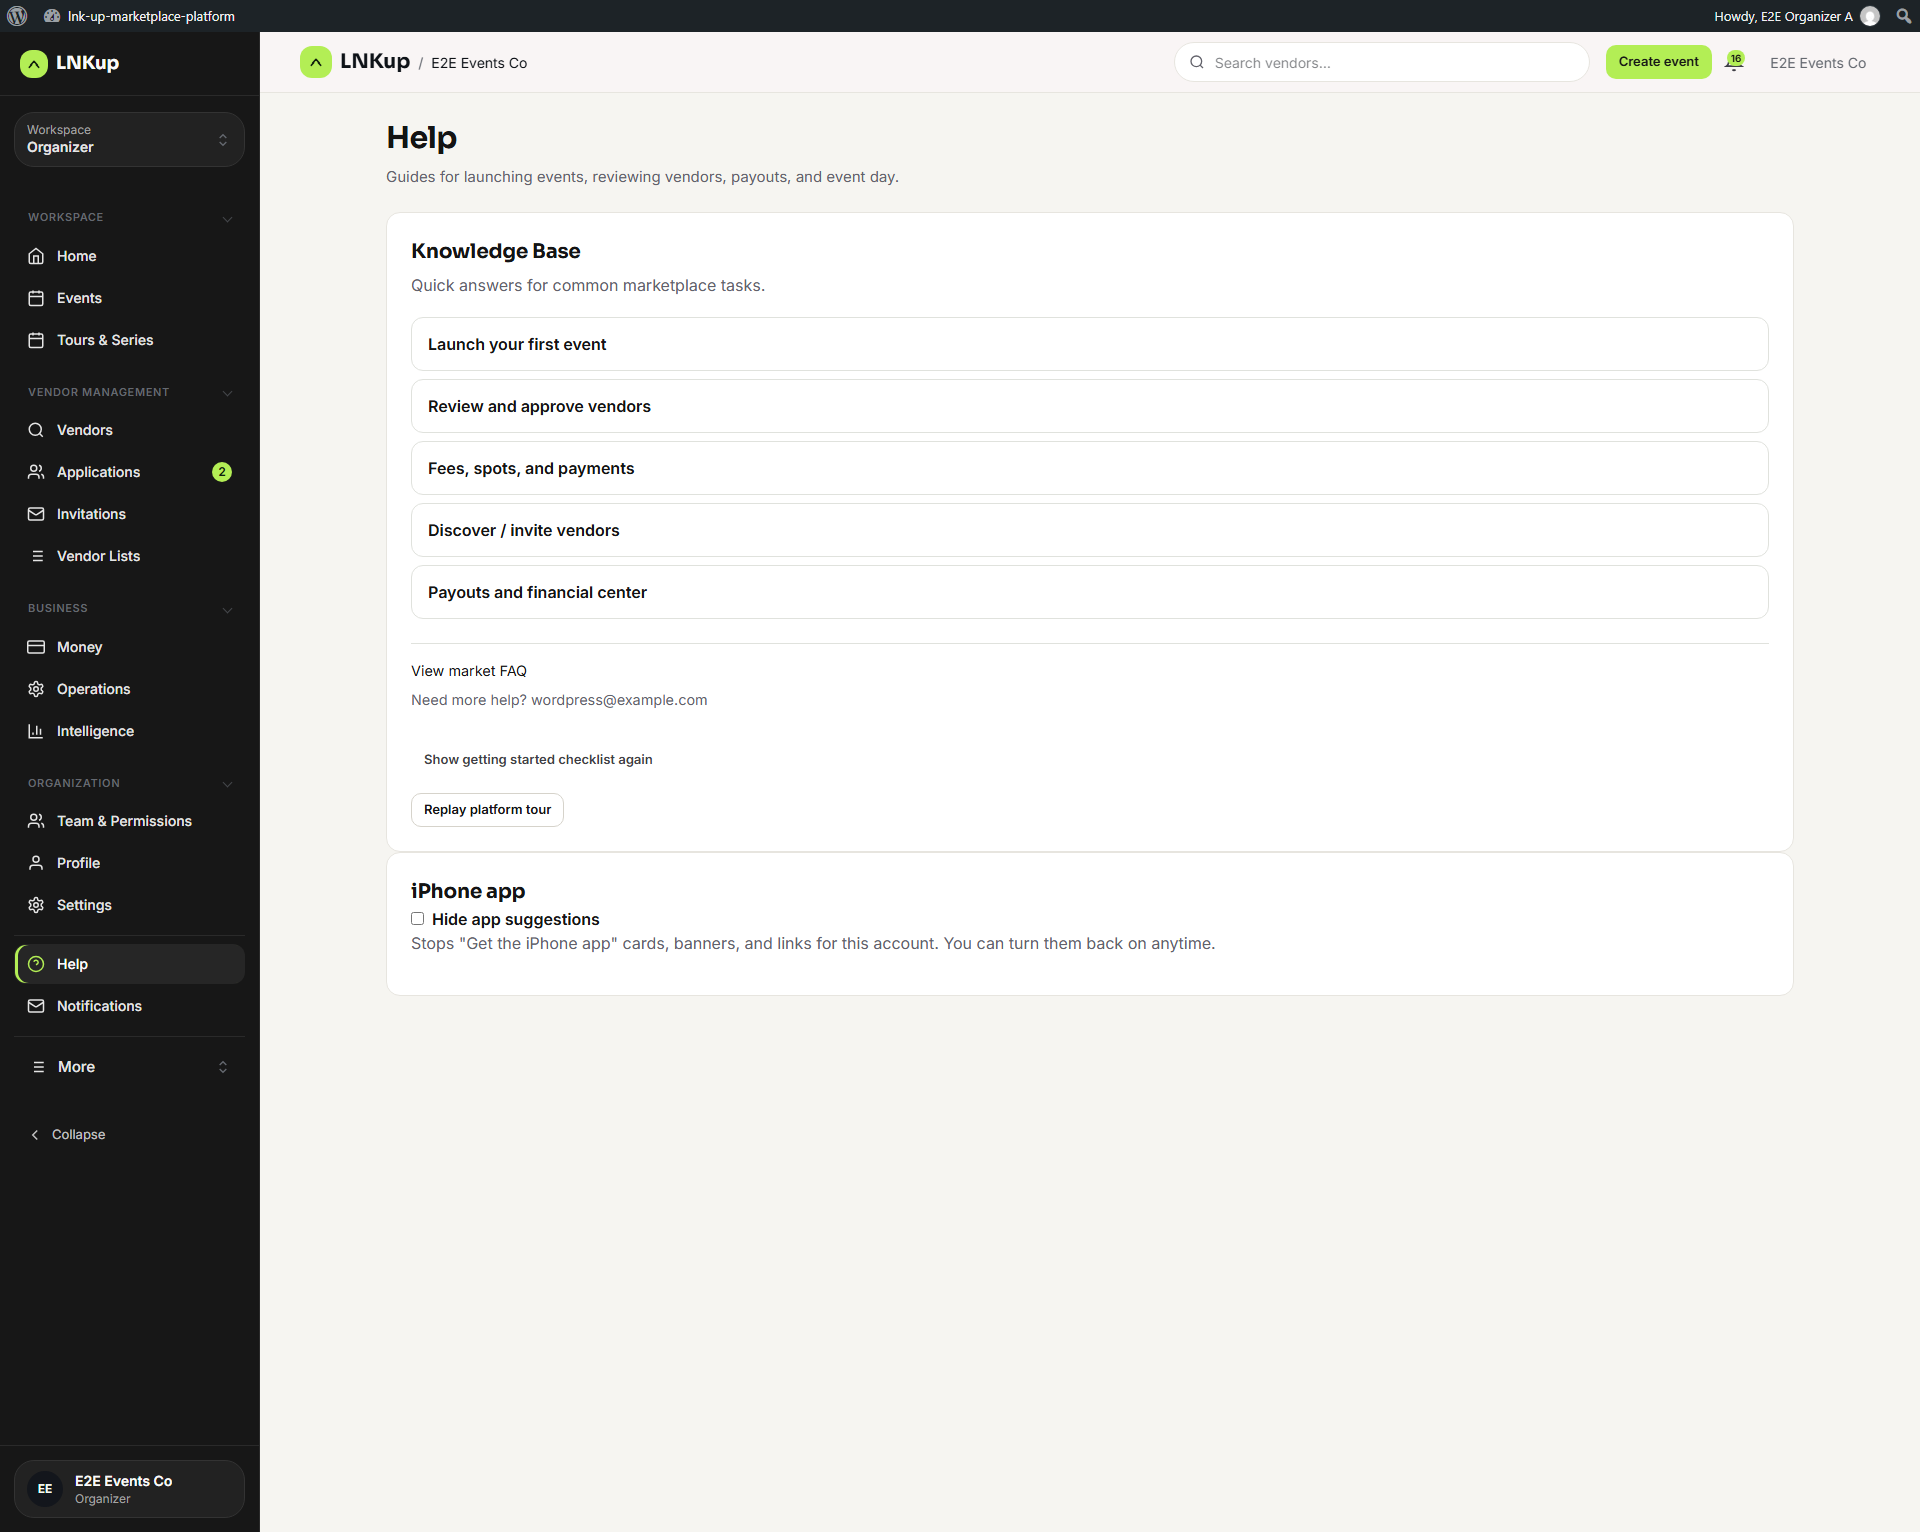 lnk-up-marketplace-platform
Howdy, E2E Organizer A
LNKup
Workspace
Organizer
WORKSPACE
Home
Events
Tours & Series
VENDOR MANAGEMENT
Vendors
Applications
2
Invitations
Vendor Lists
BUSINESS
Money
Operations
Intelligence
ORGANIZATION
Team & Permissions
Profile
Settings
Help
Notifications
More
Collapse
EE
E2E Events Co
Organizer
LNKup / E2E Events Co
Search vendors...
Create event
16
E2E Events Co
Help
Guides for launching events, reviewing vendors, payouts, and event day.
Knowledge Base
Quick answers for common marketplace tasks.
Launch your first event
Review and approve vendors
Fees, spots, and payments
Discover / invite vendors
Payouts and financial center
View market FAQ
Need more help? wordpress@example.com
Show getting started checklist again
Replay platform tour
iPhone app
Hide app suggestions
Stops "Get the iPhone app" cards, banners, and links for this account. You can turn them back on anytime.